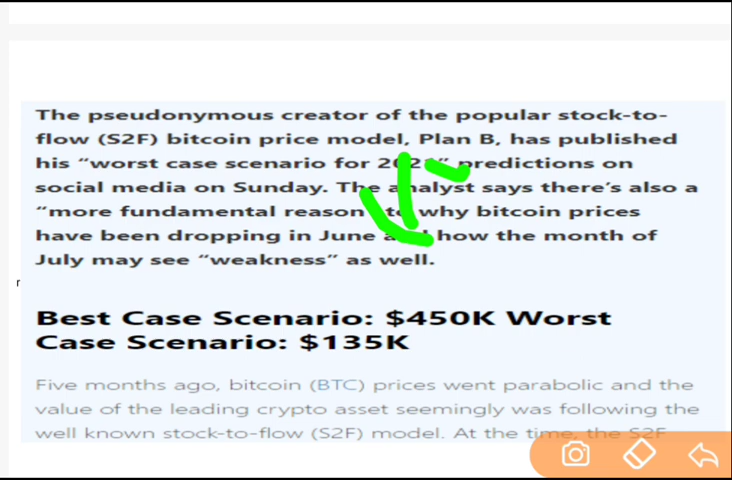 The pseudonymous creator of the popular stock-to-
flow (S2F) bitcoin price model, Plan B, has published
his “worst case scenario for predictions on
social media on Sunday. The analyst says there’s also a
“more fundamental reason to why bitcoin prices
have been dropping in June and how the month of
July may see “weakness” as well.
Best Case Scenario: $450K Worst
Case Scenario: $135K
Five months ago, bitcoin (BTC) prices went parabolic and the
value of the leading crypto asset seemingly was following the
well known stock-to-flow (S2F) model. At the time, the S2F